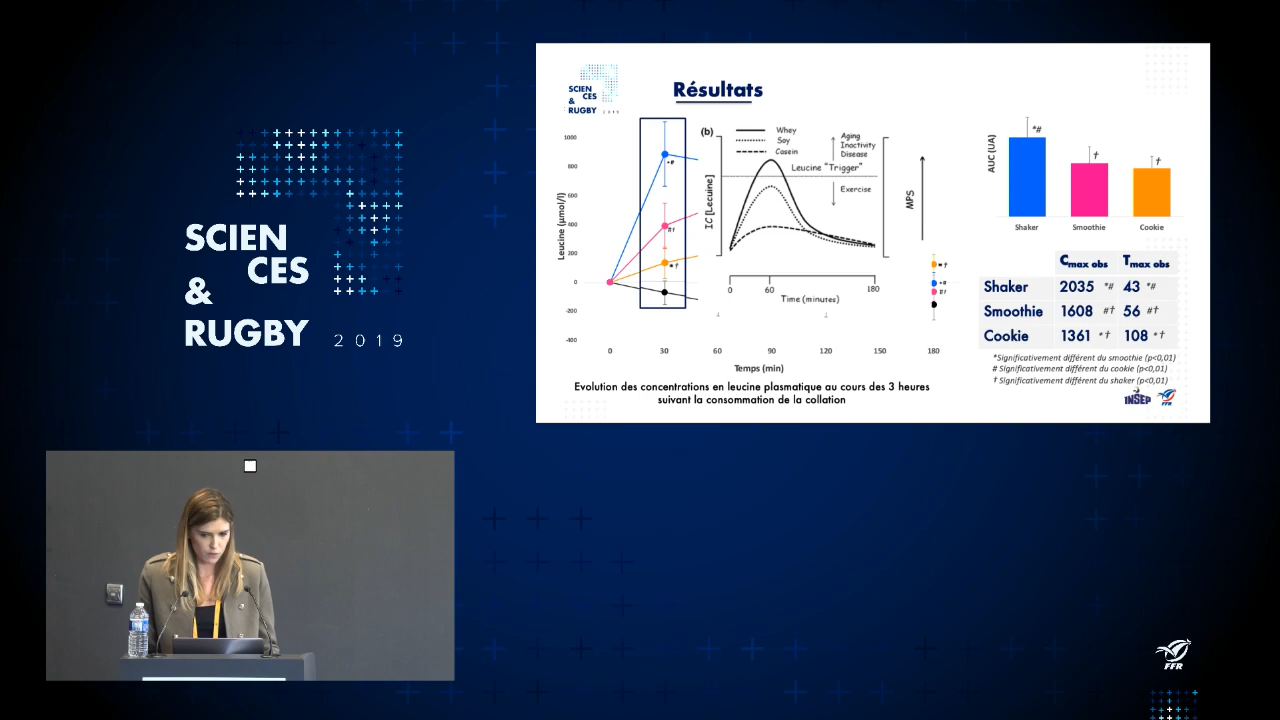 SCIEN
CES
&
RUGBY 2019
SCIEN
CES
&
RUGBY 2019
Résultats
Leucine (µmol/l)
1000
800
600
400
200
0
-200
-400
*#
#†
*†
(b)
Whey
Soy
Casein
Aging
Inactivity
Disease
Leucine "Trigger"
Exercise
IC [Leucine]
MPS
0
60
180
Time (minutes)
*†
*#
#†
0
30
60
90
120
150
180
Temps (min)
Evolution des concentrations en leucine plasmatique au cours des 3 heures
suivant la consommation de la collation
AUC (UA)
*#
†
†
Shaker
Smoothie
Cookie
Cmax obs Tmax obs
Shaker 2035 *# 43 *#
Smoothie 1608 #† 56 #†
Cookie 1361 *† 108 *†
*Significativement différent du smoothie (p<0,01)
# Significativement différent du cookie (p<0,01)
† Significativement différent du shaker (p<0,01)
INSEP
FFR
FFR